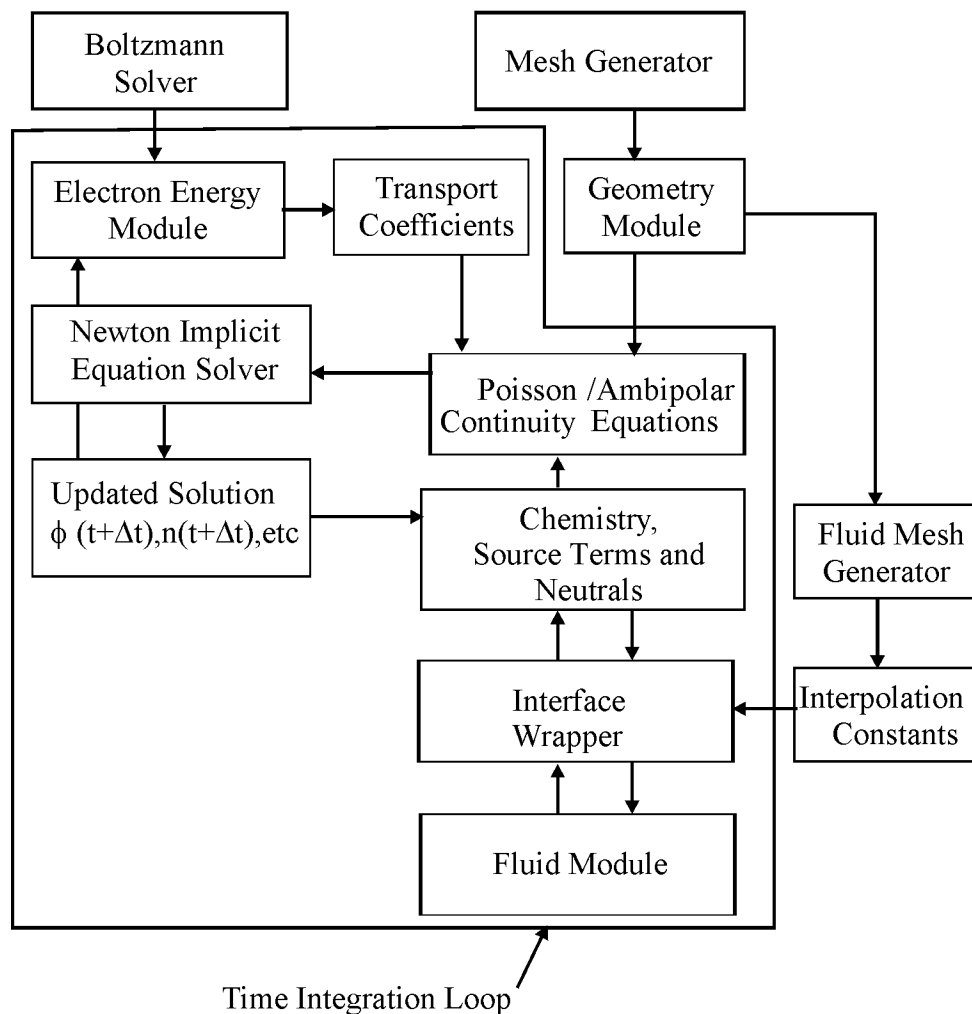 Boltzmann
Solver
Mesh Generator
Electron Energy
Module
Transport
Coefficients
Geometry
Module
Newton Implicit
Equation Solver
Poisson /Ambipolar
Continuity Equations
Updated Solution
ϕ (t+Δt),n(t+Δt),etc
Chemistry,
Source Terms and
Neutrals
Fluid Mesh
Generator
Interface
Wrapper
Interpolation
Constants
Fluid Module
Time Integration Loop